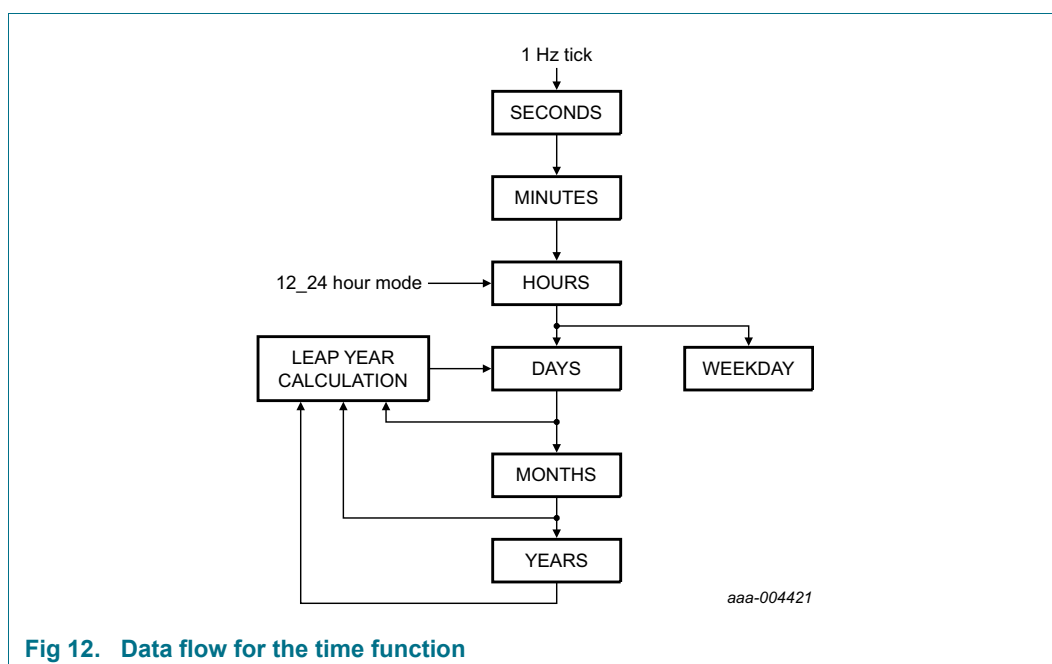 1 Hz tick
SECONDS
MINUTES
12_24 hour mode
HOURS
LEAP YEAR
CALCULATION
DAYS
WEEKDAY
MONTHS
YEARS
aaa-004421
Fig 12. Data flow for the time function